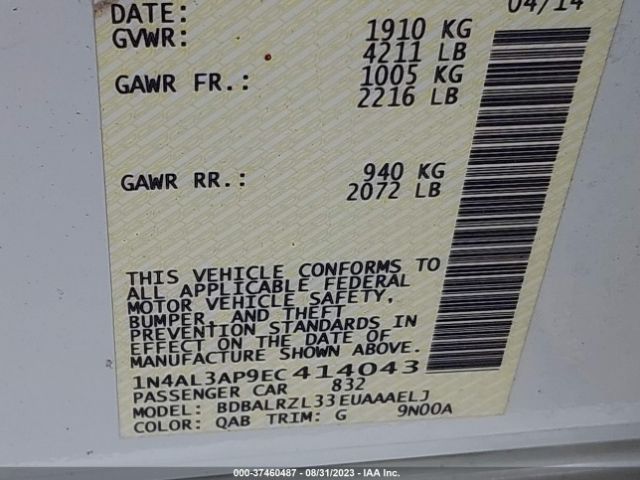 DATE: 04/14
GVWR: 1910 KG
4211 LB
GAWR FR.: 1005 KG
2216 LB
GAWR RR.: 940 KG
2072 LB
THIS VEHICLE CONFORMS TO
ALL APPLICABLE FEDERAL
MOTOR VEHICLE SAFETY,
BUMPER, AND THEFT
PREVENTION STANDARDS IN
EFFECT ON THE DATE OF
MANUFACTURE SHOWN ABOVE.
1N4AL3AP9EC414043
PASSENGER CAR 832
MODEL: BDBALRZL33EUAAAELJ
COLOR: QAB TRIM: G 9N00A
000-37460487 - 08/31/2023 - IAA Inc.